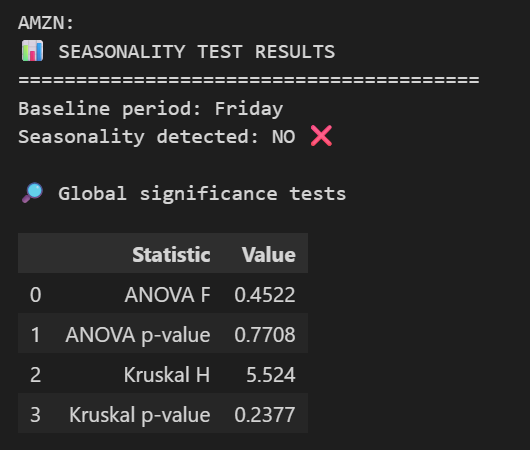 AMZN:
📊 SEASONALITY TEST RESULTS
========================================
Baseline period: Friday
Seasonality detected: NO ❌
🔎 Global significance tests
Statistic Value
0 ANOVA F 0.4522
1 ANOVA p-value 0.7708
2 Kruskal H 5.524
3 Kruskal p-value 0.2377